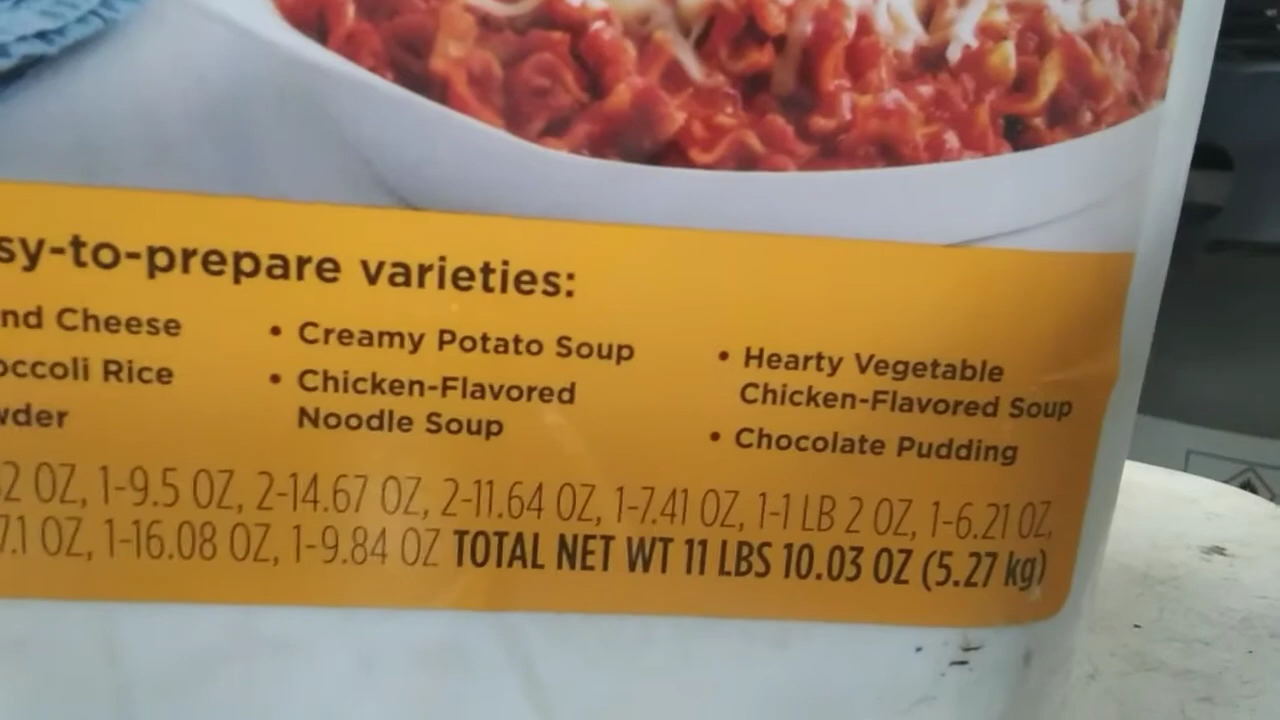 sy-to-prepare varieties:
nd Cheese
occoli Rice
wder
• Creamy Potato Soup
• Chicken-Flavored
Noodle Soup
• Hearty Vegetable
Chicken-Flavored Soup
• Chocolate Pudding
2 OZ, 1-9.5 OZ, 2-14.67 OZ, 2-11.64 OZ, 1-7.41 OZ, 1-1 LB 2 OZ, 1-6.21 OZ,
7.1 OZ, 1-16.08 OZ, 1-9.84 OZ TOTAL NET WT 11 LBS 10.03 OZ (5.27 kg)